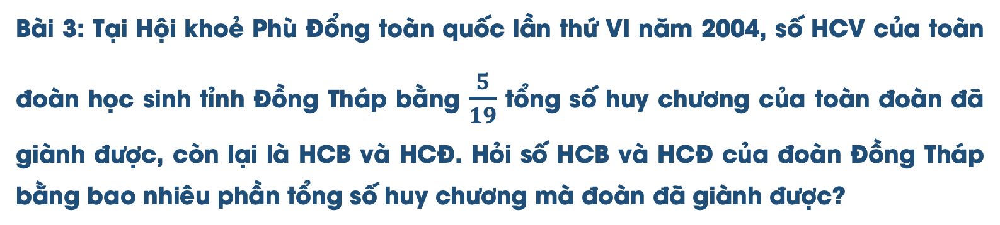 Bài 3: Tại Hội khoẻ Phù Đổng toàn quốc lần thứ VI năm 2004, số HCV của toàn
đoàn học sinh tỉnh Đồng Tháp bằng 5/19 tổng số huy chương của toàn đoàn đã
giành được, còn lại là HCB và HCĐ. Hỏi số HCB và HCĐ của đoàn Đồng Tháp
bằng bao nhiêu phần tổng số huy chương mà đoàn đã giành được?